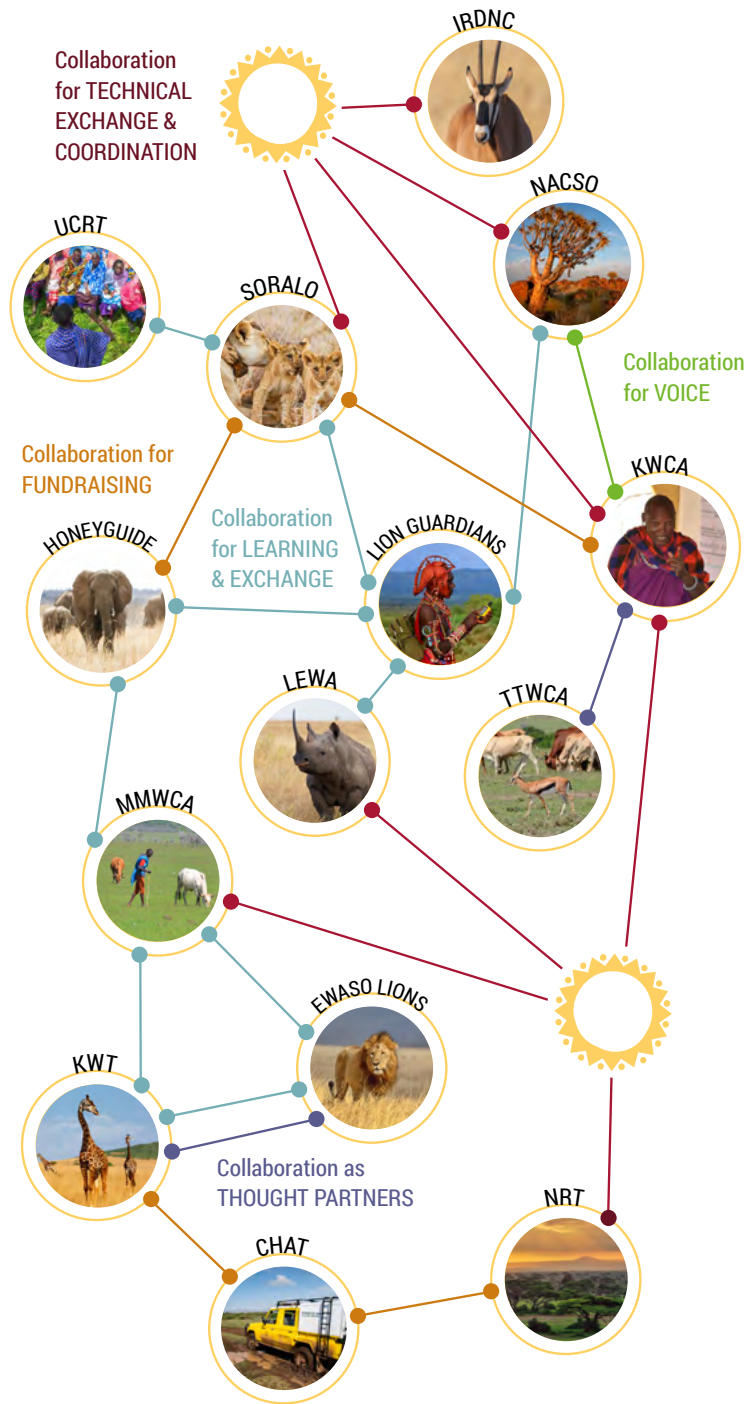 IRDNC
Collaboration
for TECHNICAL
EXCHANGE &
COORDINATION
NACSO
UCRT
SORALO
Collaboration
for VOICE
Collaboration for
FUNDRAISING
KWCA
Collaboration
for LEARNING
& EXCHANGE
HONEYGUIDE
LION GUARDIANS
LEWA
TTWCA
MMWCA
EWASO LIONS
KWT
Collaboration as
THOUGHT PARTNERS
NRT
CHAT